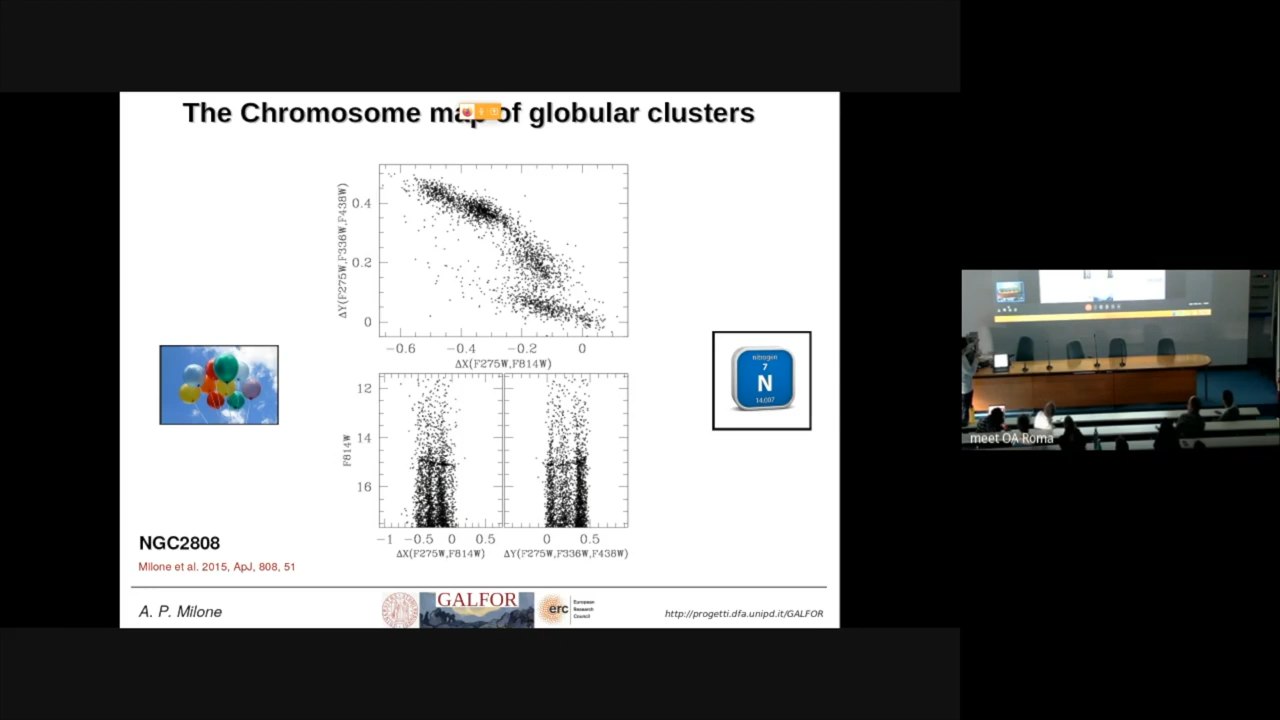 The Chromosome map of globular clusters
ΔY(F275W,F336W,F438W)
0.4
0.2
0
−0.6 −0.4 −0.2 0
ΔX(F275W,F814W)
nitrogen
7
N
14.007
F814W
12
14
16
−1 −0.5 0 0.5
0 0.5
ΔX(F275W,F814W)
ΔY(F275W,F336W,F438W)
NGC2808
Milone et al. 2015, ApJ, 808, 51
A. P. Milone
GALFOR
erc
European
Research
Council
http://progetti.dfa.unipd.it/GALFOR
meet OA Roma